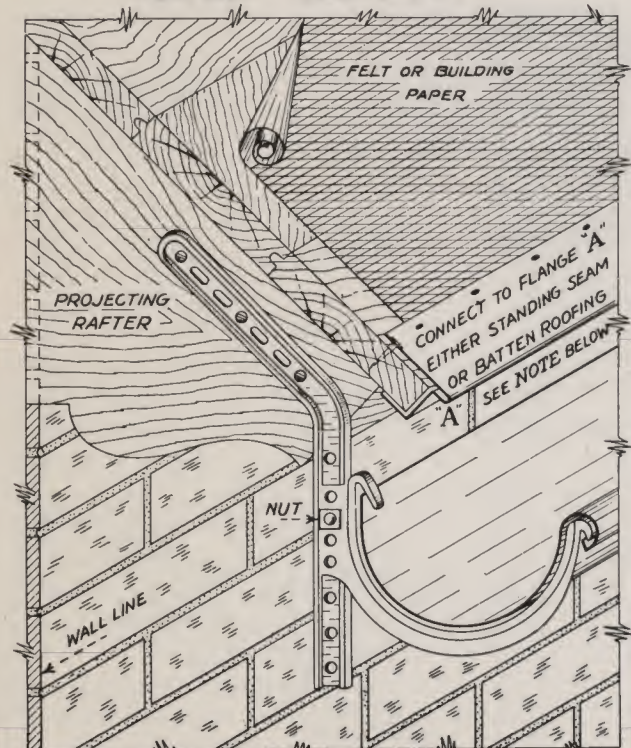 FELT OR BUILDING
PAPER
PROJECTING
RAFTER
CONNECT TO FLANGE "A"
EITHER STANDING SEAM
OR BATTEN ROOFING
SEE NOTE BELOW
"A"
NUT
WALL LINE